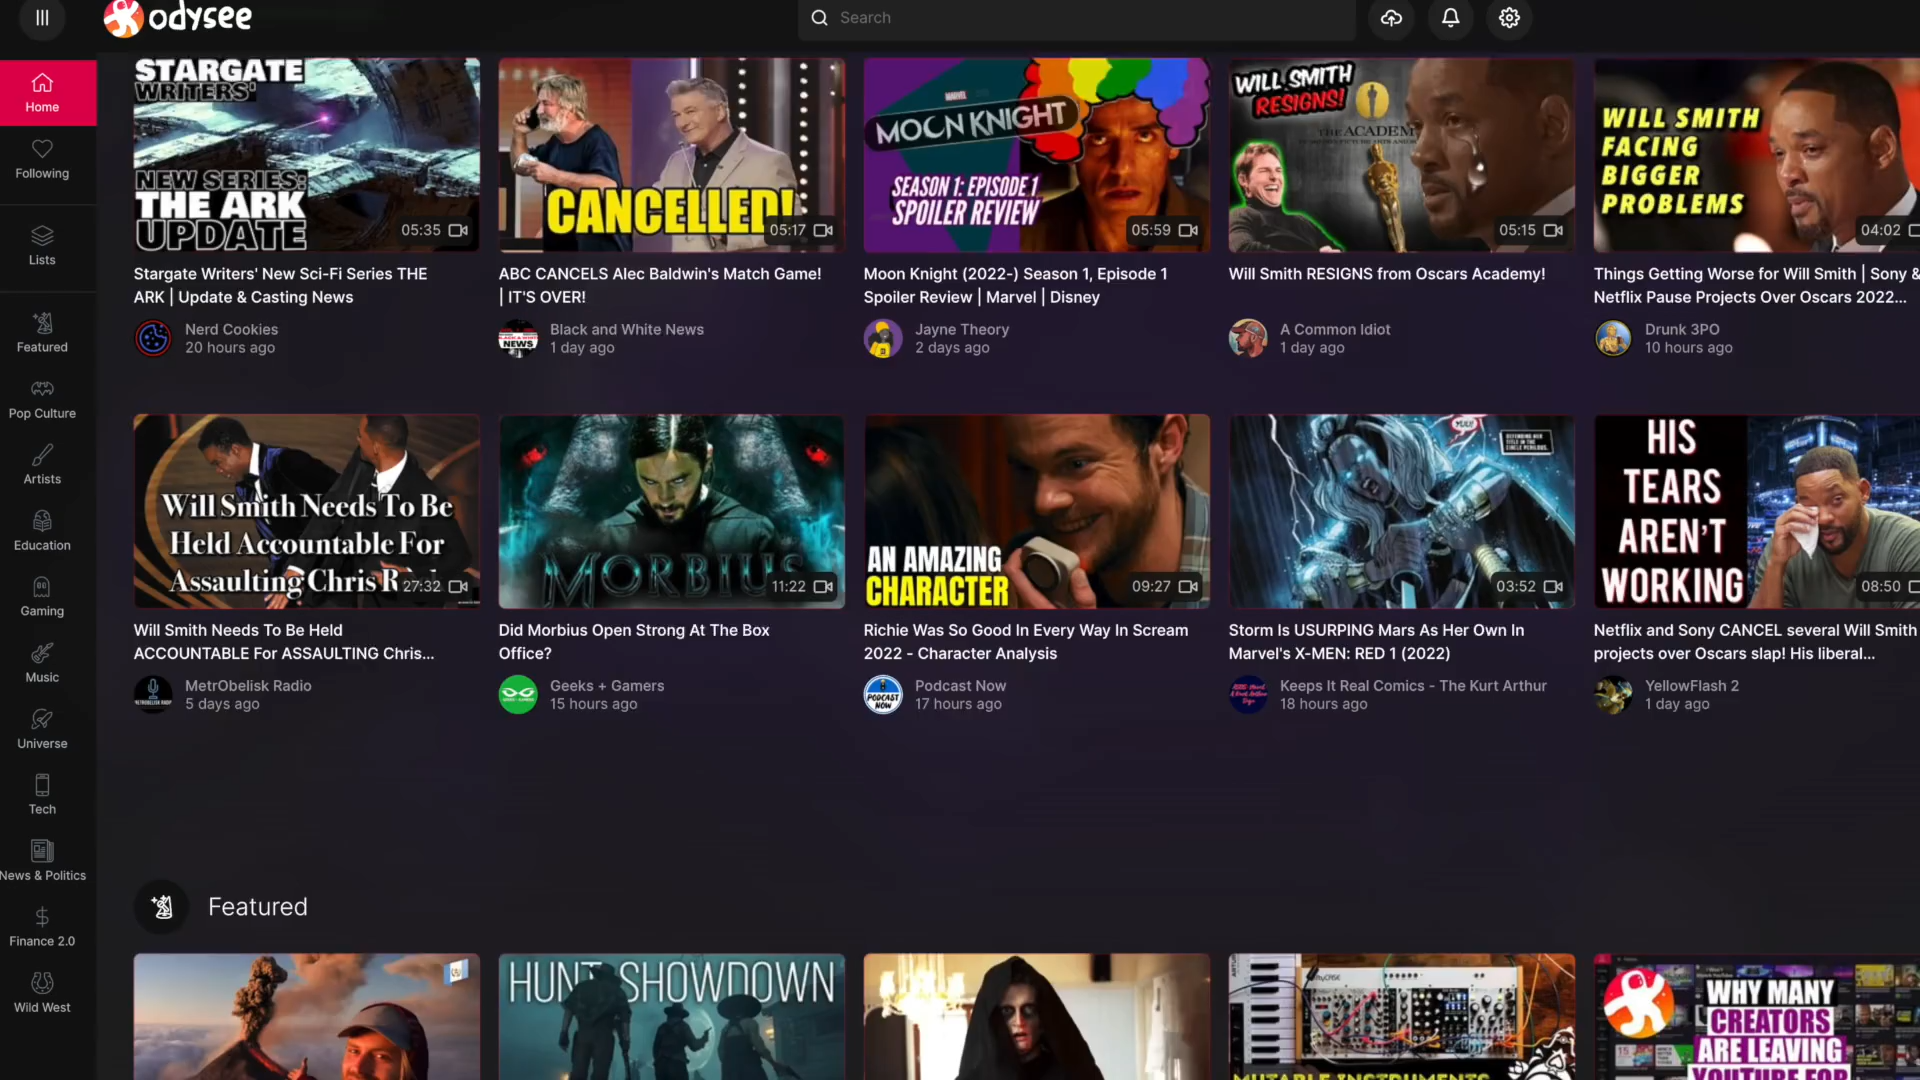 odysee
Search
Home
Following
Lists
Featured
Pop Culture
Artists
Education
Gaming
Music
Universe
Tech
News & Politics
Finance 2.0
Wild West
STARGATE
WRITERS'
NEW SERIES:
THE ARK
UPDATE
05:35
Stargate Writers' New Sci-Fi Series THE
ARK | Update & Casting News
Nerd Cookies
20 hours ago
CANCELLED!
05:17
ABC CANCELS Alec Baldwin's Match Game!
| IT'S OVER!
NEWS
Black and White News
1 day ago
MARVEL
MOON KNIGHT
SEASON 1: EPISODE 1
SPOILER REVIEW
05:59
Moon Knight (2022-) Season 1, Episode 1
Spoiler Review | Marvel | Disney
Jayne Theory
2 days ago
WILL SMITH
RESIGNS!
THE ACADEM
05:15
Will Smith RESIGNS from Oscars Academy!
A Common Idiot
1 day ago
WILL SMITH
FACING
BIGGER
PROBLEMS
04:02
Things Getting Worse for Will Smith | Sony &
Netflix Pause Projects Over Oscars 2022...
Drunk 3PO
10 hours ago
Will Smith Needs To Be
Held Accountable For
Assaulting Chris R
27:32
Will Smith Needs To Be Held
ACCOUNTABLE For ASSAULTING Chris...
MetrObelisk Radio
5 days ago
MORBIUS
11:22
Did Morbius Open Strong At The Box
Office?
Geeks + Gamers
15 hours ago
AN AMAZING
CHARACTER
09:27
Richie Was So Good In Every Way In Scream
2022 - Character Analysis
PODCAST
NOW
Podcast Now
17 hours ago
03:52
Storm Is USURPING Mars As Her Own In
Marvel's X-MEN: RED 1 (2022)
Keeps It Real Comics - The Kurt Arthur
18 hours ago
HIS
TEARS
AREN'T
WORKING
08:50
Netflix and Sony CANCEL several Will Smith
projects over Oscars slap! His liberal...
YellowFlash 2
1 day ago
Featured
HUNT SHOWDOWN
MUTABLE INSTRUMENTS
WHY MANY
CREATORS
ARE LEAVING
YOUTUBE FOR